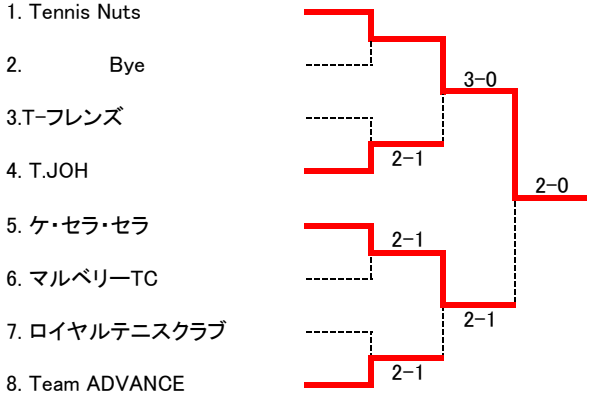 1. Tennis Nuts
2. Bye
3-0
3.T-フレンズ
2-1
4. T.JOH
2-0
5. ケ・セラ・セラ
2-1
6. マルベリーTC
2-1
7. ロイヤルテニスクラブ
2-1
8. Team ADVANCE